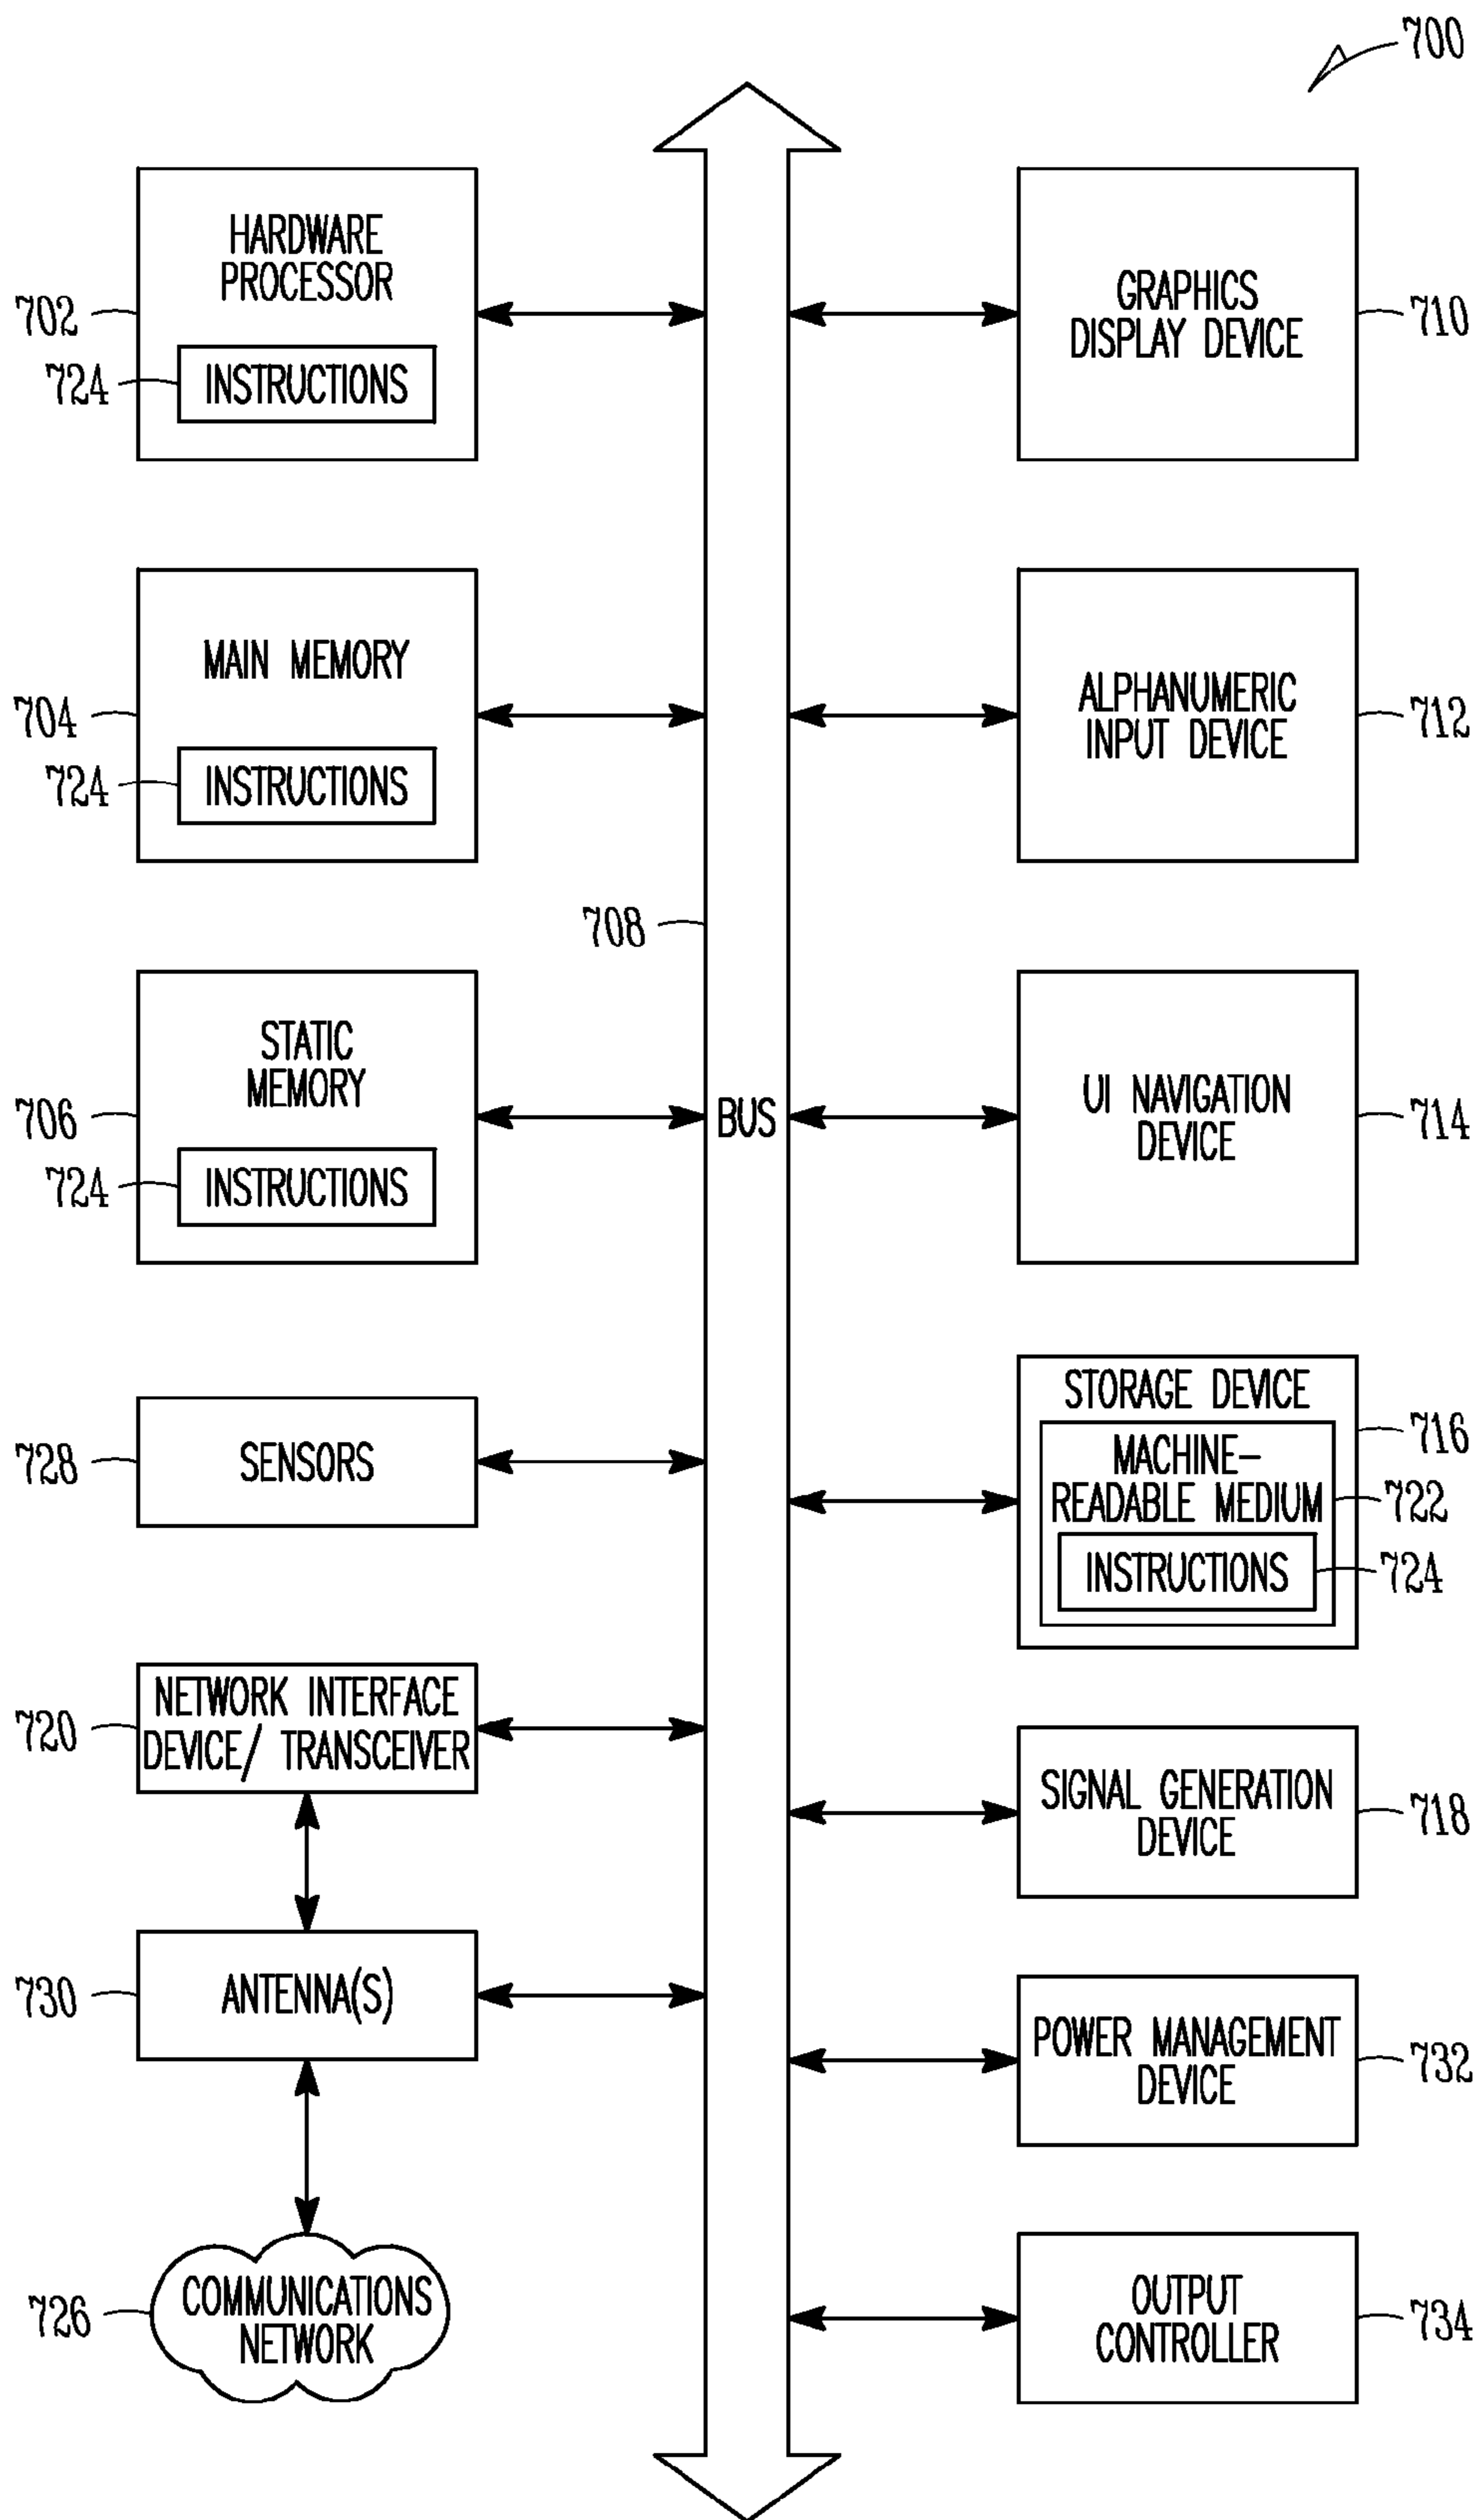 700
HARDWARE
PROCESSOR
702
724
INSTRUCTIONS
GRAPHICS
DISPLAY DEVICE
710
MAIN MEMORY
704
724
INSTRUCTIONS
ALPHANUMERIC
INPUT DEVICE
712
708
STATIC
MEMORY
706
724
INSTRUCTIONS
BUS
UI NAVIGATION
DEVICE
714
SENSORS
728
STORAGE DEVICE
716
MACHINE-
READABLE MEDIUM
722
INSTRUCTIONS
724
NETWORK INTERFACE
DEVICE/ TRANSCEIVER
720
SIGNAL GENERATION
DEVICE
718
ANTENNA(S)
730
POWER MANAGEMENT
DEVICE
732
COMMUNICATIONS
NETWORK
726
OUTPUT
CONTROLLER
734